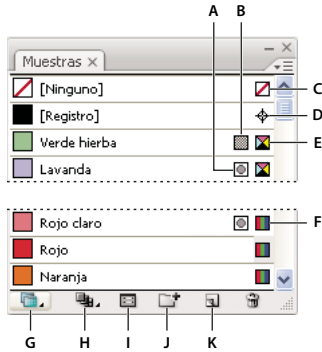 A B
Muestras ×
[Ninguno] C
[Registro] D
Verde hierba E
Lavanda
Rojo claro F
Rojo
Naranja
G H I J K